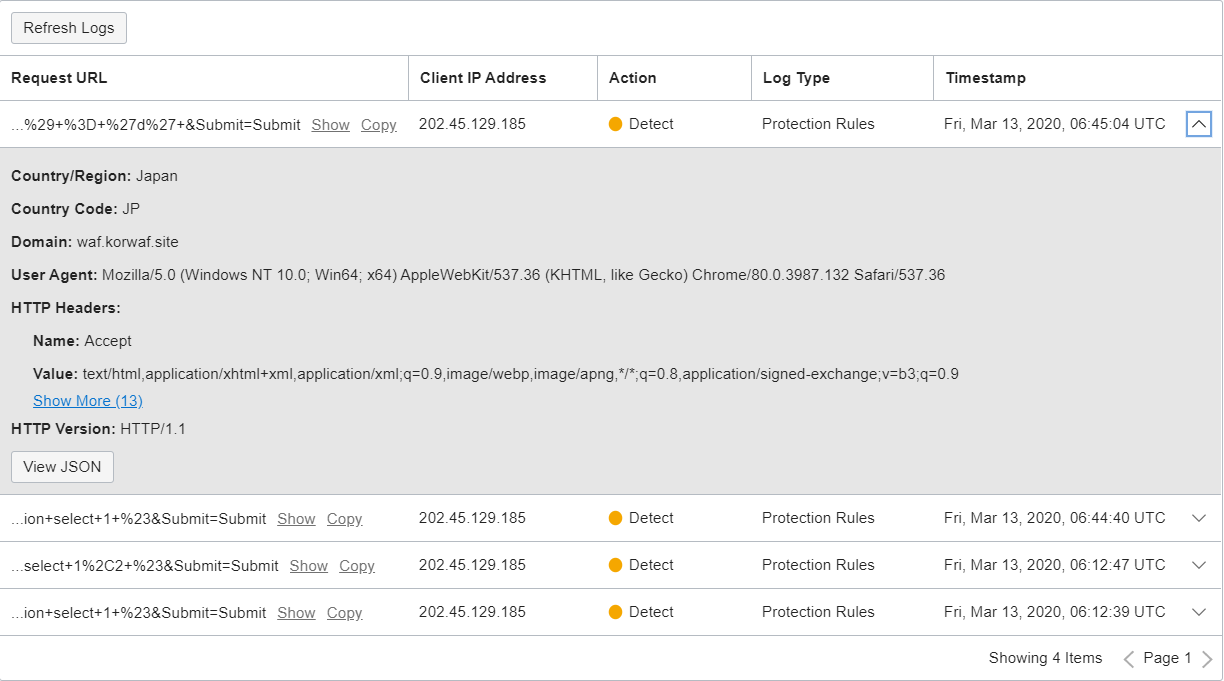 Refresh Logs
Request URL Client IP Address Action Log Type Timestamp
...%29+%3D+%27d%27+&Submit=Submit Show Copy 202.45.129.185 Detect Protection Rules Fri, Mar 13, 2020, 06:45:04 UTC
Country/Region: Japan
Country Code: JP
Domain: waf.korwaf.site
User Agent: Mozilla/5.0 (Windows NT 10.0; Win64; x64) AppleWebKit/537.36 (KHTML, like Gecko) Chrome/80.0.3987.132 Safari/537.36
HTTP Headers:
Name: Accept
Value: text/html,application/xhtml+xml,application/xml;q=0.9,image/webp,image/apng,*/*;q=0.8,application/signed-exchange;v=b3;q=0.9
Show More (13)
HTTP Version: HTTP/1.1
View JSON
...ion+select+1+%23&Submit=Submit Show Copy 202.45.129.185 Detect Protection Rules Fri, Mar 13, 2020, 06:44:40 UTC
...select+1%2C2+%23&Submit=Submit Show Copy 202.45.129.185 Detect Protection Rules Fri, Mar 13, 2020, 06:12:47 UTC
...ion+select+1+%23&Submit=Submit Show Copy 202.45.129.185 Detect Protection Rules Fri, Mar 13, 2020, 06:12:39 UTC
Showing 4 Items Page 1